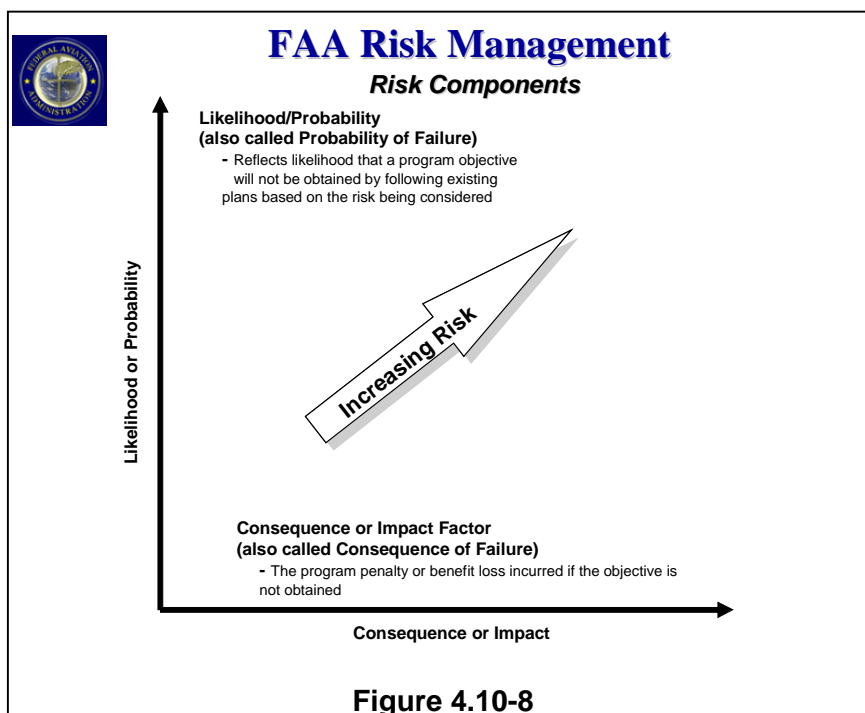 FAA Risk Management
FEDERAL AVIATION
ADMINISTRATION
Risk Components
Likelihood/Probability
(also called Probability of Failure)
- Reflects likelihood that a program objective
will not be obtained by following existing
plans based on the risk being considered
Likelihood or Probability
Increasing Risk
Consequence or Impact Factor
(also called Consequence of Failure)
- The program penalty or benefit loss incurred if the objective is
not obtained
Consequence or Impact
Figure 4.10-8